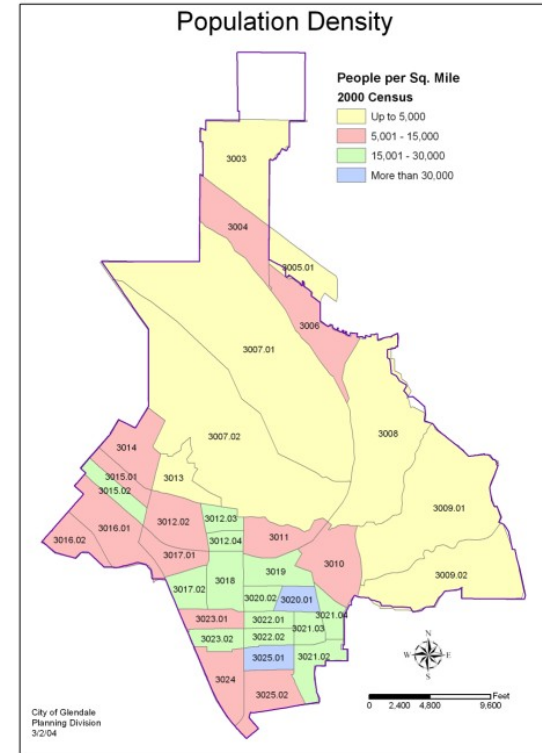 Population Density
People per Sq. Mile
2000 Census
Up to 5,000
5,001 - 15,000
15,001 - 30,000
More than 30,000
3003
3004
3005.01
3006
3007.01
3007.02
3008
3014
3013
3015.01
3015.02
3009.01
3012.02
3012.03
3016.01
3016.02
3012.04
3011
3017.01
3010
3019
3009.02
3018
3017.02
3020.02
3020.01
3021.04
3023.01
3022.01
3021.03
3023.02
3022.02
3025.01
3021.02
3024
3025.02
N
W
E
S
Feet
0
2,400
4,800
9,600
City of Glendale
Planning Division
3/2/04